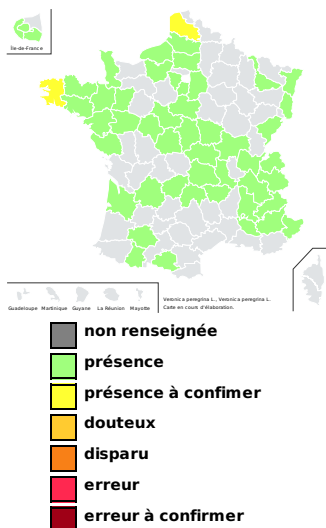 Île-de-France
Guadeloupe Martinique Guyane La Réunion Mayotte
Veronica peregrina L., Veronica peregrina L.
Carte en cours d'élaboration.
non renseignée
présence
présence à confimer
douteux
disparu
erreur
erreur à confirmer